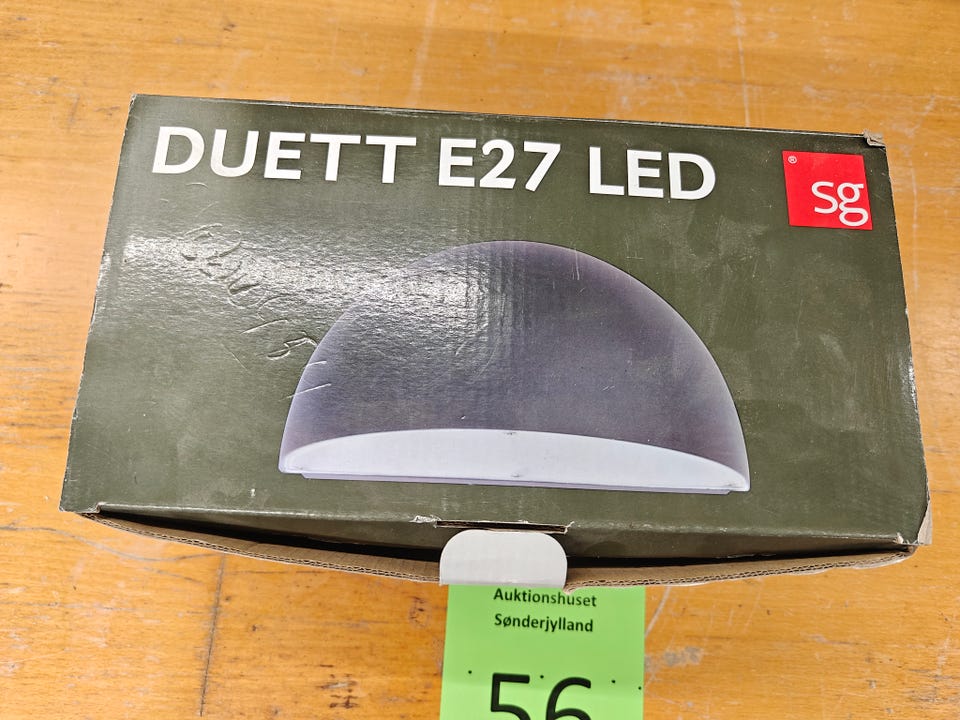 DUETT E27 LED
® sg
Auktionshuset
Sønderjylland
56